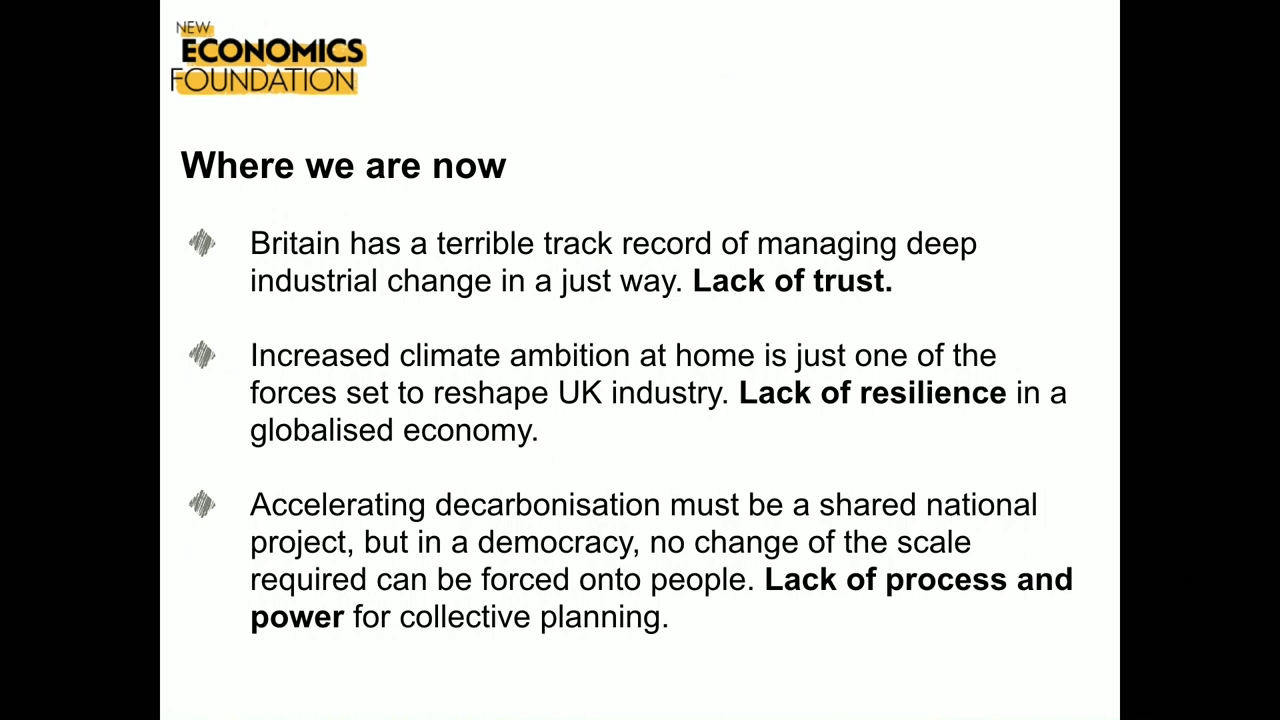 NEW
ECONOMICS
FOUNDATION
Where we are now
Britain has a terrible track record of managing deep
industrial change in a just way. Lack of trust.
Increased climate ambition at home is just one of the
forces set to reshape UK industry. Lack of resilience in a
globalised economy.
Accelerating decarbonisation must be a shared national
project, but in a democracy, no change of the scale
required can be forced onto people. Lack of process and
power for collective planning.